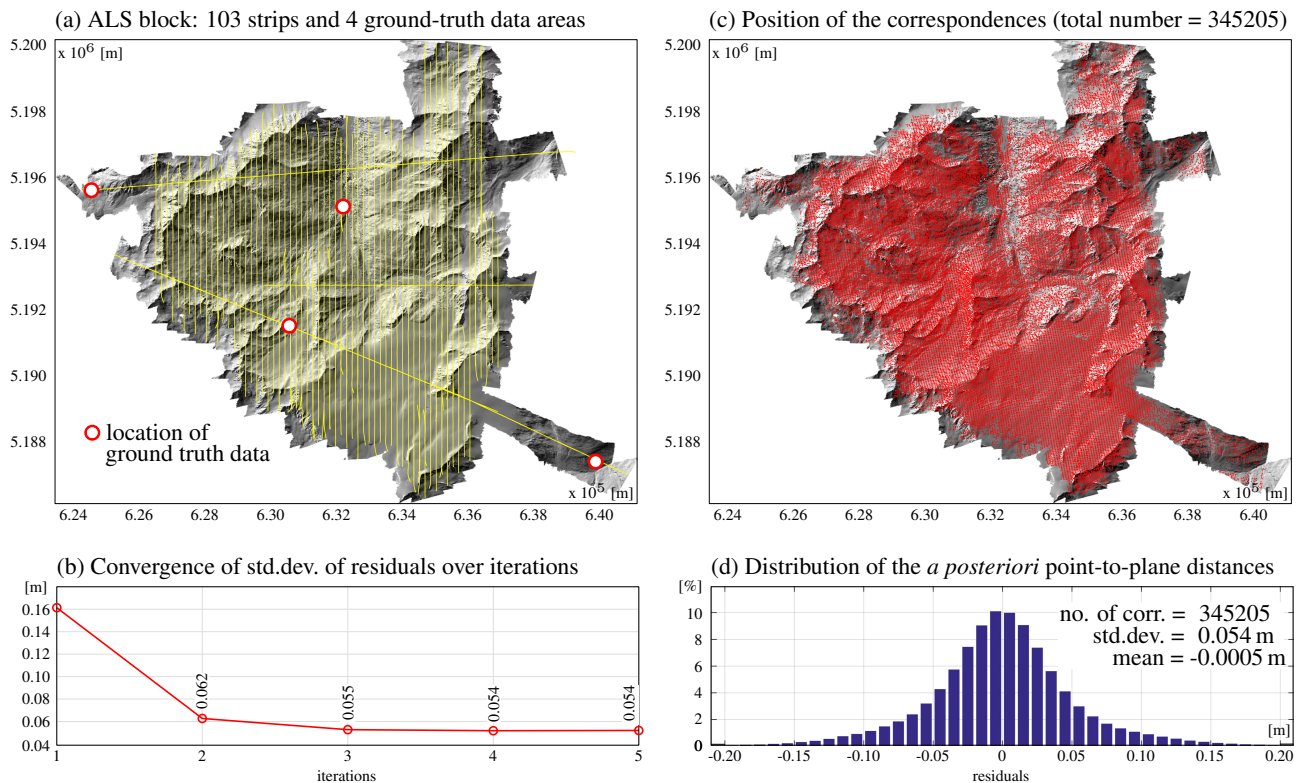 (a) ALS block: 103 strips and 4 ground-truth data areas
5.200
x 10⁶ [m]
5.198
5.196
5.194
5.192
5.190
5.188
location of
ground truth data
x 10⁵ [m]
6.24 6.26 6.28 6.30 6.32 6.34 6.36 6.38 6.40
(c) Position of the correspondences (total number = 345205)
5.200
x 10⁶ [m]
5.198
5.196
5.194
5.192
5.190
5.188
x 10⁵ [m]
6.24 6.26 6.28 6.30 6.32 6.34 6.36 6.38 6.40
(b) Convergence of std.dev. of residuals over iterations
[m]
0.16
0.14
0.12
0.10
0.08
0.06
0.04
0.062
0.055
0.054
0.054
1 2 3 4 5
iterations
(d) Distribution of the a posteriori point-to-plane distances
[%]
10
8
6
4
2
0
no. of corr. = 345205
std.dev. = 0.054 m
mean = -0.0005 m
[m]
-0.20 -0.15 -0.10 -0.05 0 0.05 0.10 0.15 0.20
residuals